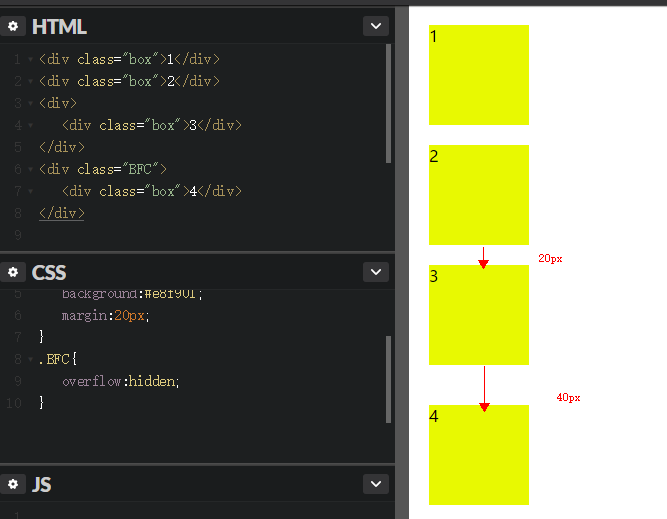 HTML
1 <div class="box">1</div>
2 <div class="box">2</div>
3 <div>
4 <div class="box">3</div>
5 </div>
6 <div class="BFC">
7 <div class="box">4</div>
8 </div>
9
CSS
5 background:#e8f901;
6 margin:20px;
7 }
8 .BFC{
9 overflow:hidden;
10 }
JS
1
1
2
20px
3
40px
4